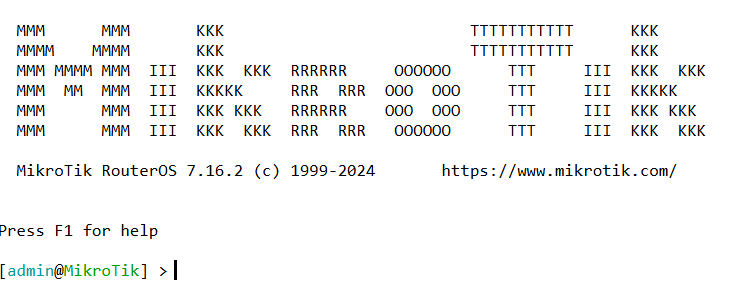 MMM      MMM       KKK                          TTTTTTTTTTT      KKK
  MMMM    MMMM       KKK                          TTTTTTTTTTT      KKK
  MMM MMMM MMM  III  KKK  KKK  RRRRRR     OOOOOO      TTT     III  KKK  KKK
  MMM  MM  MMM  III  KKKKK     RRR  RRR  OOO  OOO     TTT     III  KKKKK
  MMM      MMM  III  KKK KKK   RRRRRR    OOO  OOO     TTT     III  KKK KKK
  MMM      MMM  III  KKK  KKK  RRR  RRR   OOOOOO      TTT     III  KKK  KKK
  MikroTik RouterOS 7.16.2 (c) 1999-2024       https://www.mikrotik.com/
Press F1 for help
[admin@MikroTik] >